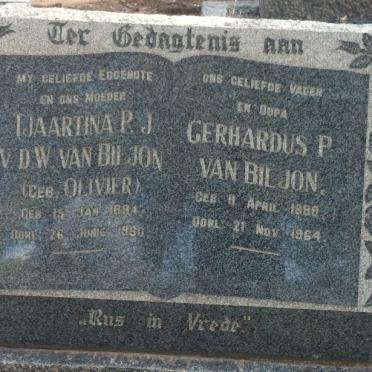 Ter Gedagtenis aan
MY GELIEFDE EGGENOTE
EN ONS MOEDER
TJAARTINA P. J.
V. D. W. VAN BILJON
(GEB. OLIVIER)
GEB. 15 JAN. 1894.
OORL. 26 JUNIE 1960.
ONS GELIEFDE VADER
EN OUPA
GERHARDUS P.
VAN BILJON.
GEB. 11 APRIL 1888.
OORL. 21 NOV. 1964.
„Rus in Vrede"